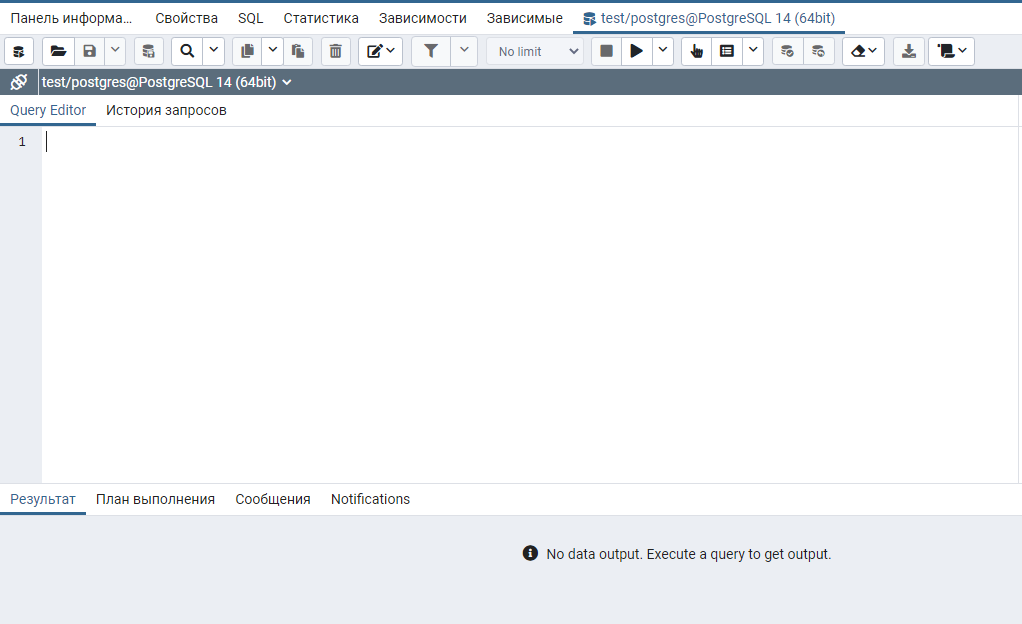 Панель информа... Свойства SQL Статистика Зависимости Зависимые test/postgres@PostgreSQL 14 (64bit)
No limit
test/postgres@PostgreSQL 14 (64bit)
Query Editor История запросов
1
Результат План выполнения Сообщения Notifications
No data output. Execute a query to get output.